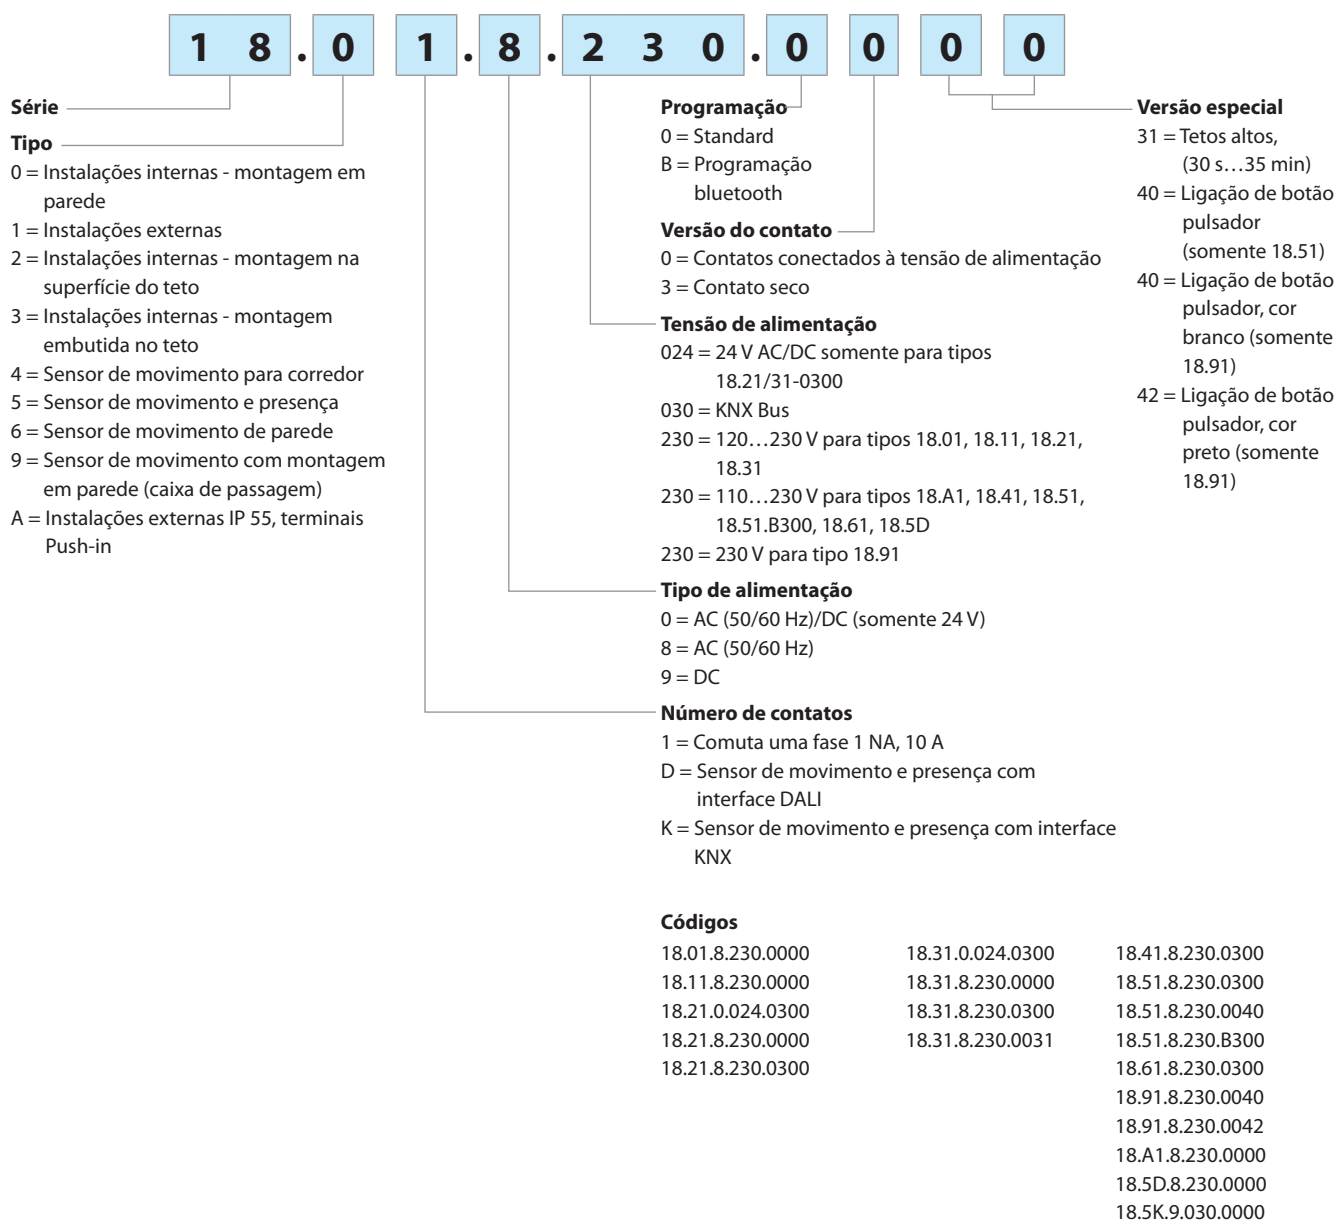 1 8 . 0 1 . 8 . 2 3 0 . 0 0 0 0
Série
Tipo
0 = Instalações internas - montagem em
parede
1 = Instalações externas
2 = Instalações internas - montagem na
superfície do teto
3 = Instalações internas - montagem
embutida no teto
4 = Sensor de movimento para corredor
5 = Sensor de movimento e presença
6 = Sensor de movimento de parede
9 = Sensor de movimento com montagem
em parede (caixa de passagem)
A = Instalações externas IP 55, terminais
Push-in
Programação
0 = Standard
B = Programação
bluetooth
Versão do contato
0 = Contatos conectados à tensão de alimentação
3 = Contato seco
Tensão de alimentação
024 = 24 V AC/DC somente para tipos
18.21/31-0300
030 = KNX Bus
230 = 120…230 V para tipos 18.01, 18.11, 18.21,
18.31
230 = 110…230 V para tipos 18.A1, 18.41, 18.51,
18.51.B300, 18.61, 18.5D
230 = 230 V para tipo 18.91
Tipo de alimentação
0 = AC (50/60 Hz)/DC (somente 24 V)
8 = AC (50/60 Hz)
9 = DC
Número de contatos
1 = Comuta uma fase 1 NA, 10 A
D = Sensor de movimento e presença com
interface DALI
K = Sensor de movimento e presença com interface
KNX
Versão especial
31 = Tetos altos,
(30 s…35 min)
40 = Ligação de botão
pulsador
(somente 18.51)
40 = Ligação de botão
pulsador, cor
branco (somente
18.91)
42 = Ligação de botão
pulsador, cor
preto (somente
18.91)
Códigos
18.01.8.230.0000
18.11.8.230.0000
18.21.0.024.0300
18.21.8.230.0000
18.21.8.230.0300
18.31.0.024.0300
18.31.8.230.0000
18.31.8.230.0300
18.31.8.230.0031
18.41.8.230.0300
18.51.8.230.0300
18.51.8.230.0040
18.51.8.230.B300
18.61.8.230.0300
18.91.8.230.0040
18.91.8.230.0042
18.A1.8.230.0000
18.5D.8.230.0000
18.5K.9.030.0000